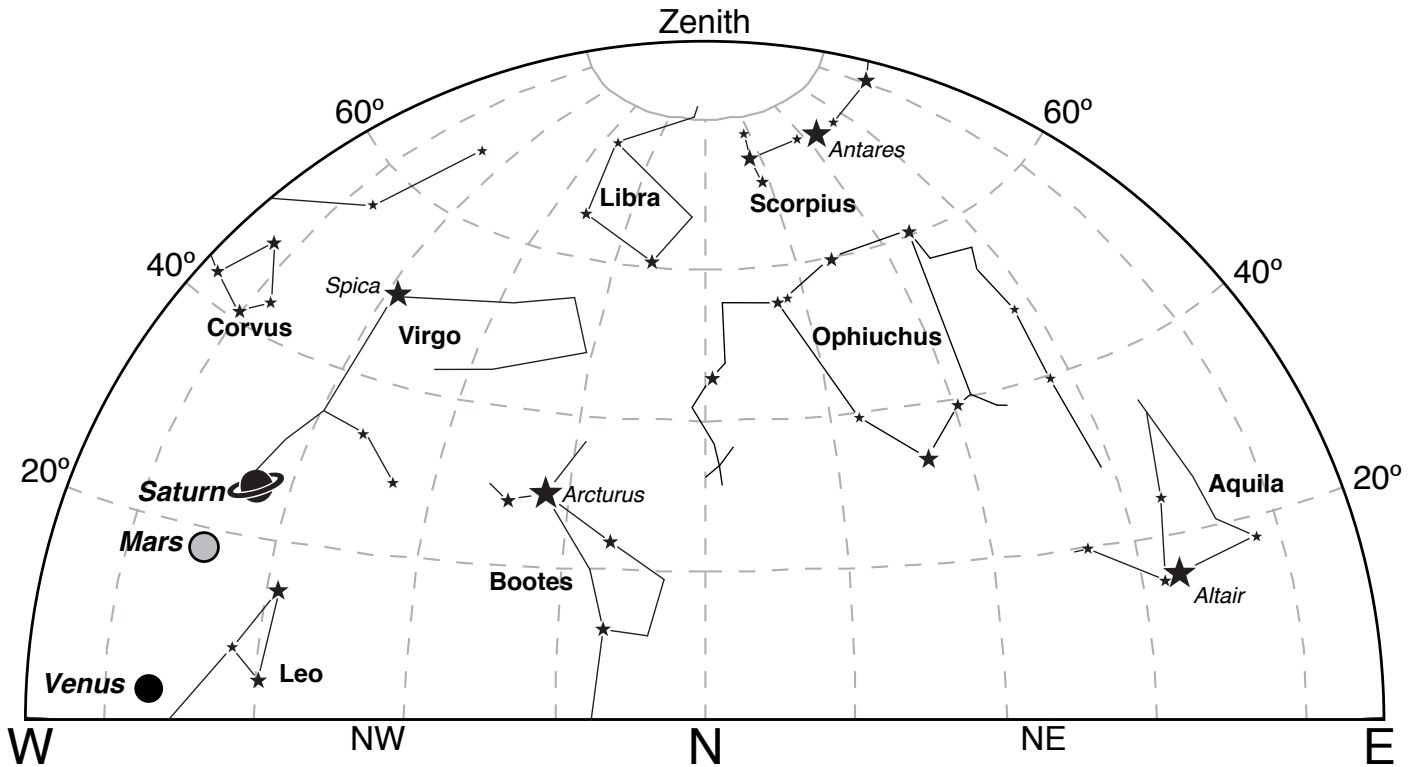 Zenith
60º
60º
Antares
Libra
Scorpius
40º
40º
Spica
Corvus
Virgo
Ophiuchus
20º
20º
Saturn
Arcturus
Aquila
Mars
Bootes
Altair
Venus
Leo
W
NW
N
NE
E